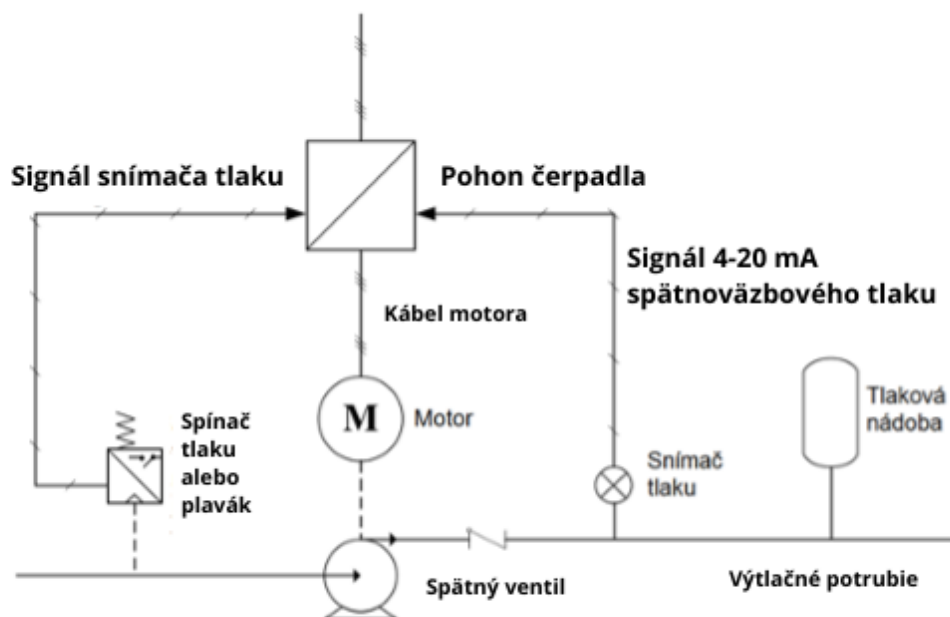 Signál snímača tlaku
Pohon čerpadla
Signál 4-20 mA
spätnoväzbového tlaku
Kábel motora
M
Motor
Spínač
tlaku
alebo
plavák
Snímač
tlaku
Tlaková
nádoba
Spätný ventil
Výtlačné potrubie